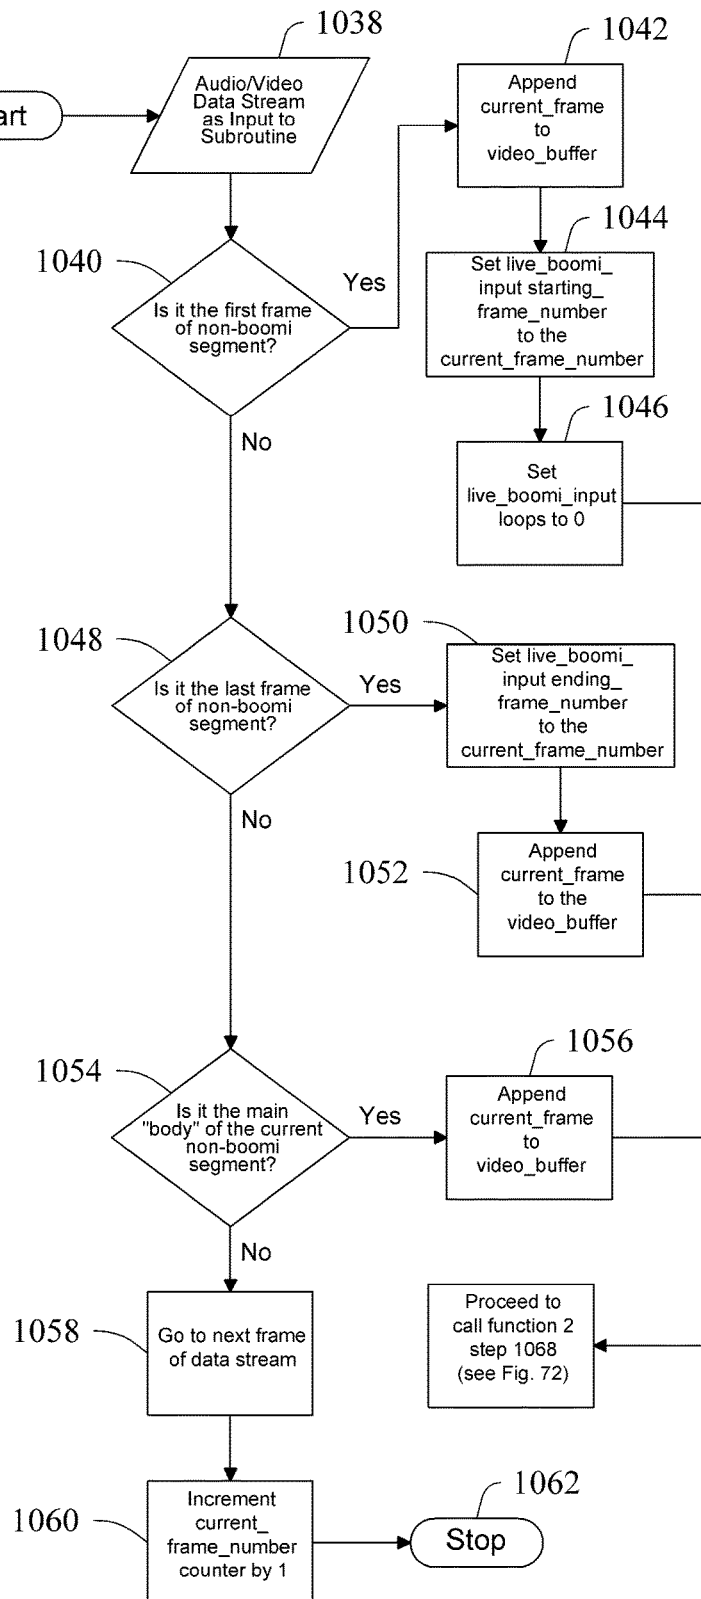 1038
1042
art
Audio/Video
Data Stream
as Input to
Subroutine
Append
current_frame
to
video_buffer
1040
Is it the first frame
of non-boomi
segment?
Yes
No
1044
Set live_boomi_
input starting_
frame_number
to the
current_frame_number
1046
Set
live_boomi_input
loops to 0
1048
Is it the last frame
of non-boomi
segment?
Yes
No
1050
Set live_boomi_
input ending_
frame_number
to the
current_frame_number
1052
Append
current_frame
to the
video_buffer
1054
Is it the main
"body" of the current
non-boomi
segment?
Yes
No
1056
Append
current_frame
to
video_buffer
1058
Go to next frame
of data stream
Proceed to
call function 2
step 1068
(see Fig. 72)
1060
Increment
current_
frame_number
counter by 1
1062
Stop